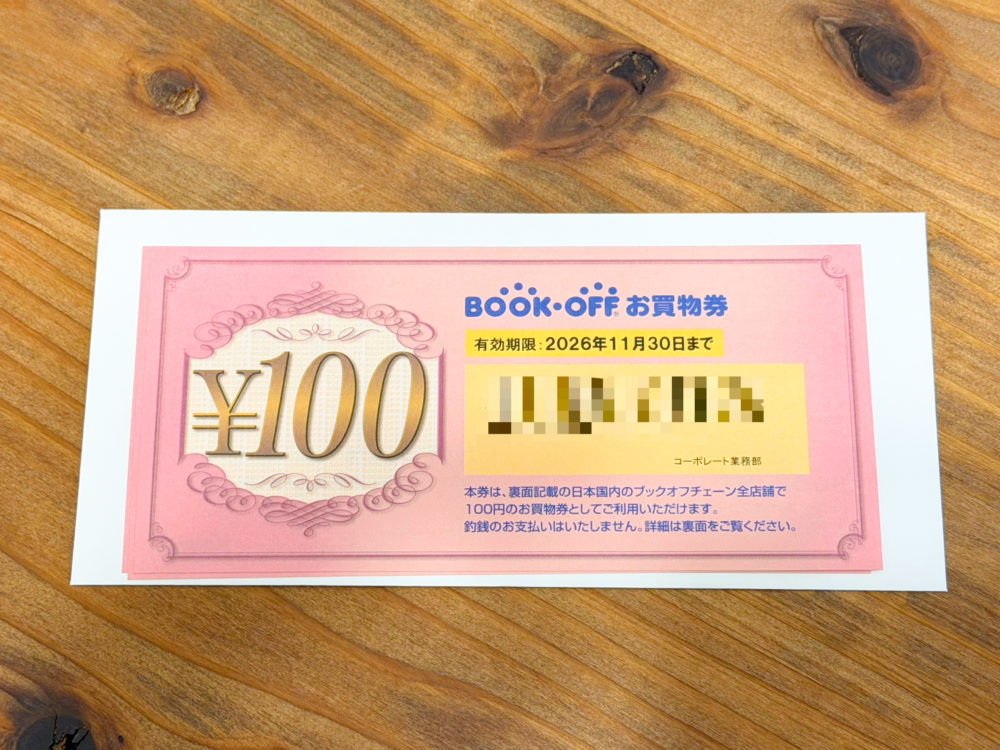 ¥100
BOOK・OFF お買物券
有効期限：2026年11月30日まで
コーポレート業務部
本券は、裏面記載の日本国内のブックオフチェーン全店舗で
100円のお買物券としてご利用いただけます。
釣銭のお支払いはいたしません。詳細は裏面をご覧ください。